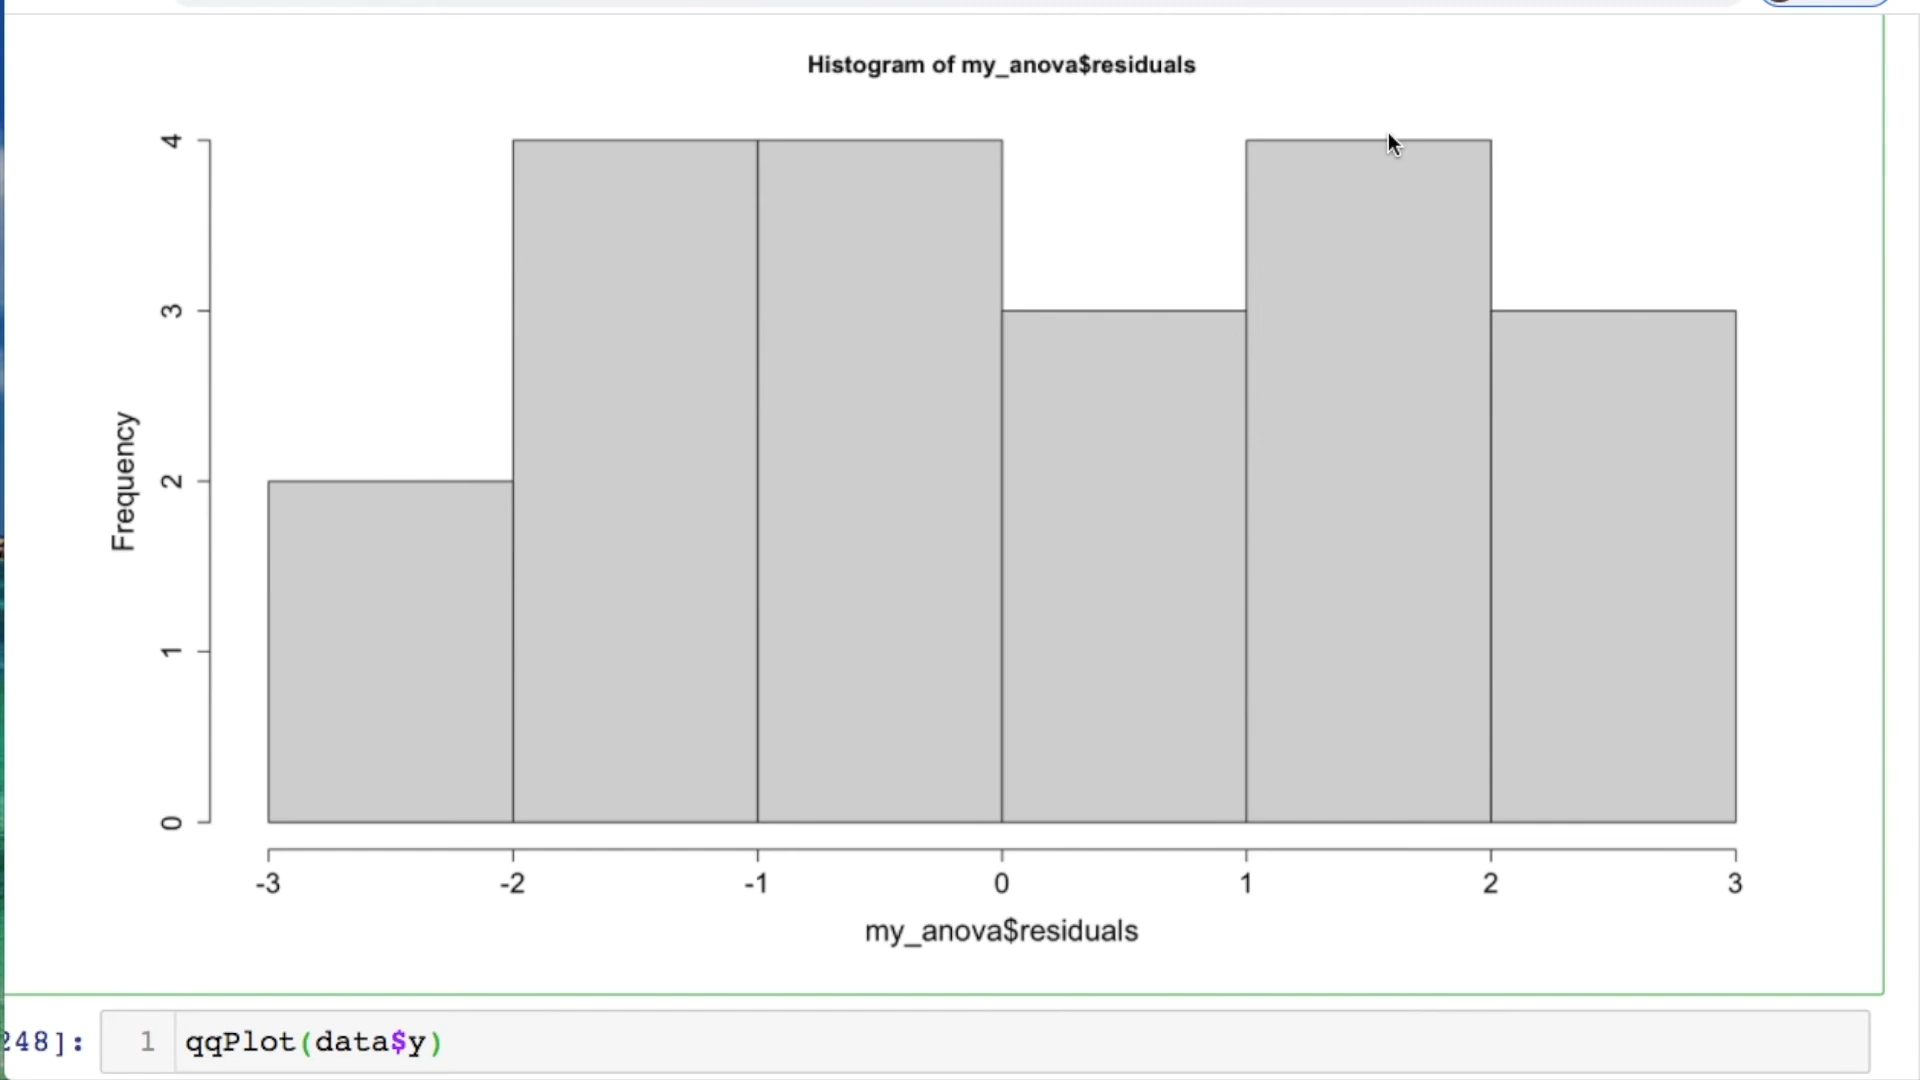 Histogram of my_anova$residuals
4
3
2
1
0
Frequency
-3 -2 -1 0 1 2 3
my_anova$residuals
248]: 1 qqPlot(data$y)